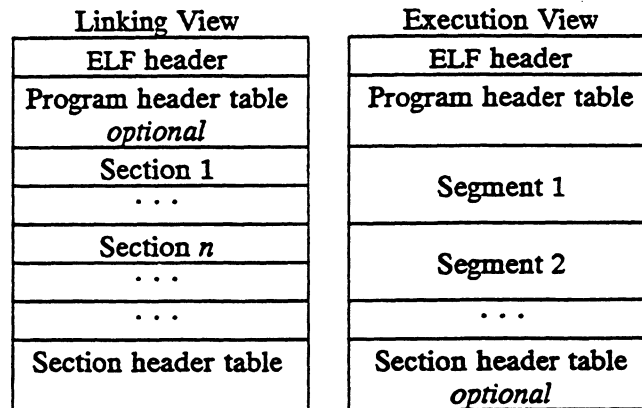 Linking View
ELF header
Program header table
optional
Section 1
. . .
Section n
. . .
. . .
Section header table
Execution View
ELF header
Program header table
Segment 1
Segment 2
. . .
Section header table
optional